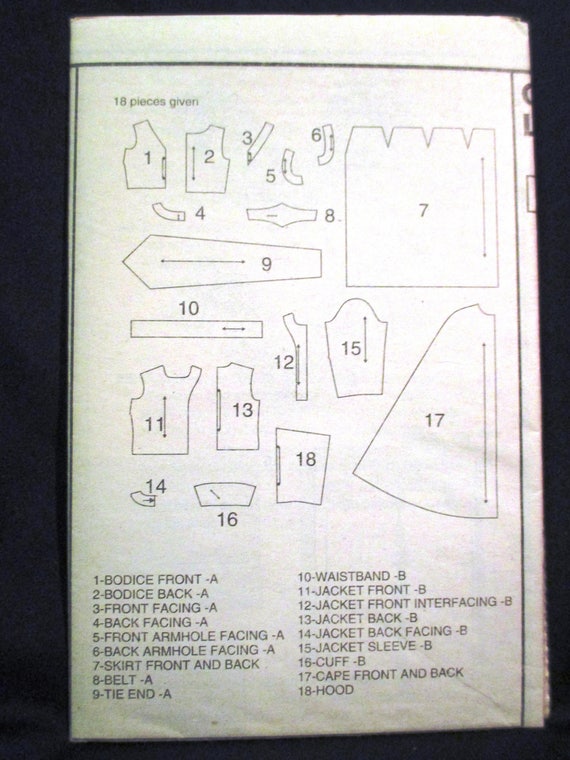 18 pieces given
1
2
3
5
6
4
8
7
9
10
12
15
11
13
17
14
16
18
1-BODICE FRONT -A
2-BODICE BACK -A
3-FRONT FACING -A
4-BACK FACING -A
5-FRONT ARMHOLE FACING -A
6-BACK ARMHOLE FACING -A
7-SKIRT FRONT AND BACK
8-BELT -A
9-TIE END -A
10-WAISTBAND -B
11-JACKET FRONT -B
12-JACKET FRONT INTERFACING -B
13-JACKET BACK -B
14-JACKET BACK FACING -B
15-JACKET SLEEVE -B
16-CUFF -B
17-CAPE FRONT AND BACK
18-HOOD